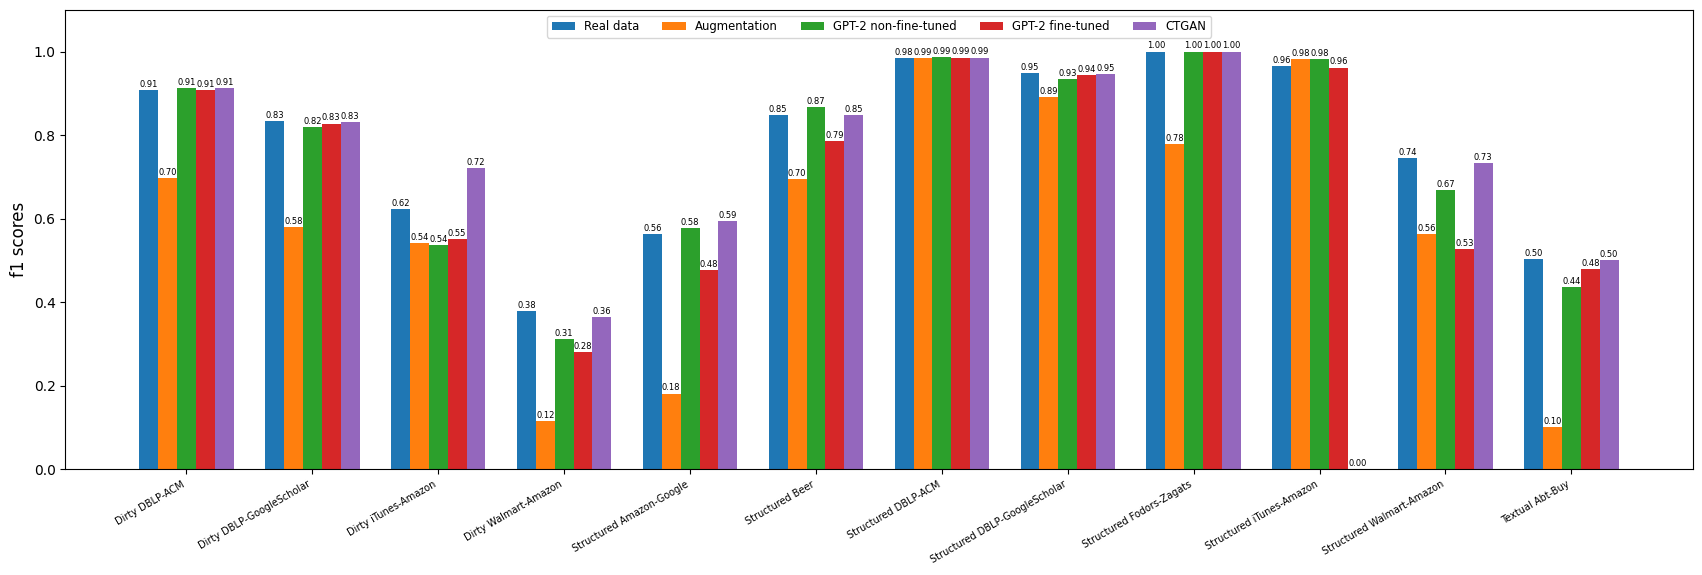 Real data
Augmentation
GPT-2 non-fine-tuned
GPT-2 fine-tuned
CTGAN
f1 scores
1.0
0.8
0.6
0.4
0.2
0.0
0.91 0.70 0.91 0.91 0.91
0.83 0.58 0.82 0.83 0.83
0.62 0.54 0.54 0.55 0.72
0.38 0.12 0.31 0.28 0.36
0.56 0.18 0.58 0.48 0.59
0.85 0.70 0.87 0.79 0.85
0.98 0.99 0.99 0.99 0.99
0.95 0.89 0.93 0.94 0.95
1.00 0.78 1.00 1.00 1.00
0.96 0.98 0.98 0.96 0.00
0.74 0.56 0.67 0.53 0.73
0.50 0.10 0.44 0.48 0.50
Dirty DBLP-ACM
Dirty DBLP-GoogleScholar
Dirty iTunes-Amazon
Dirty Walmart-Amazon
Structured Amazon-Google
Structured Beer
Structured DBLP-ACM
Structured DBLP-GoogleScholar
Structured Fodors-Zagats
Structured iTunes-Amazon
Structured Walmart-Amazon
Textual Abt-Buy